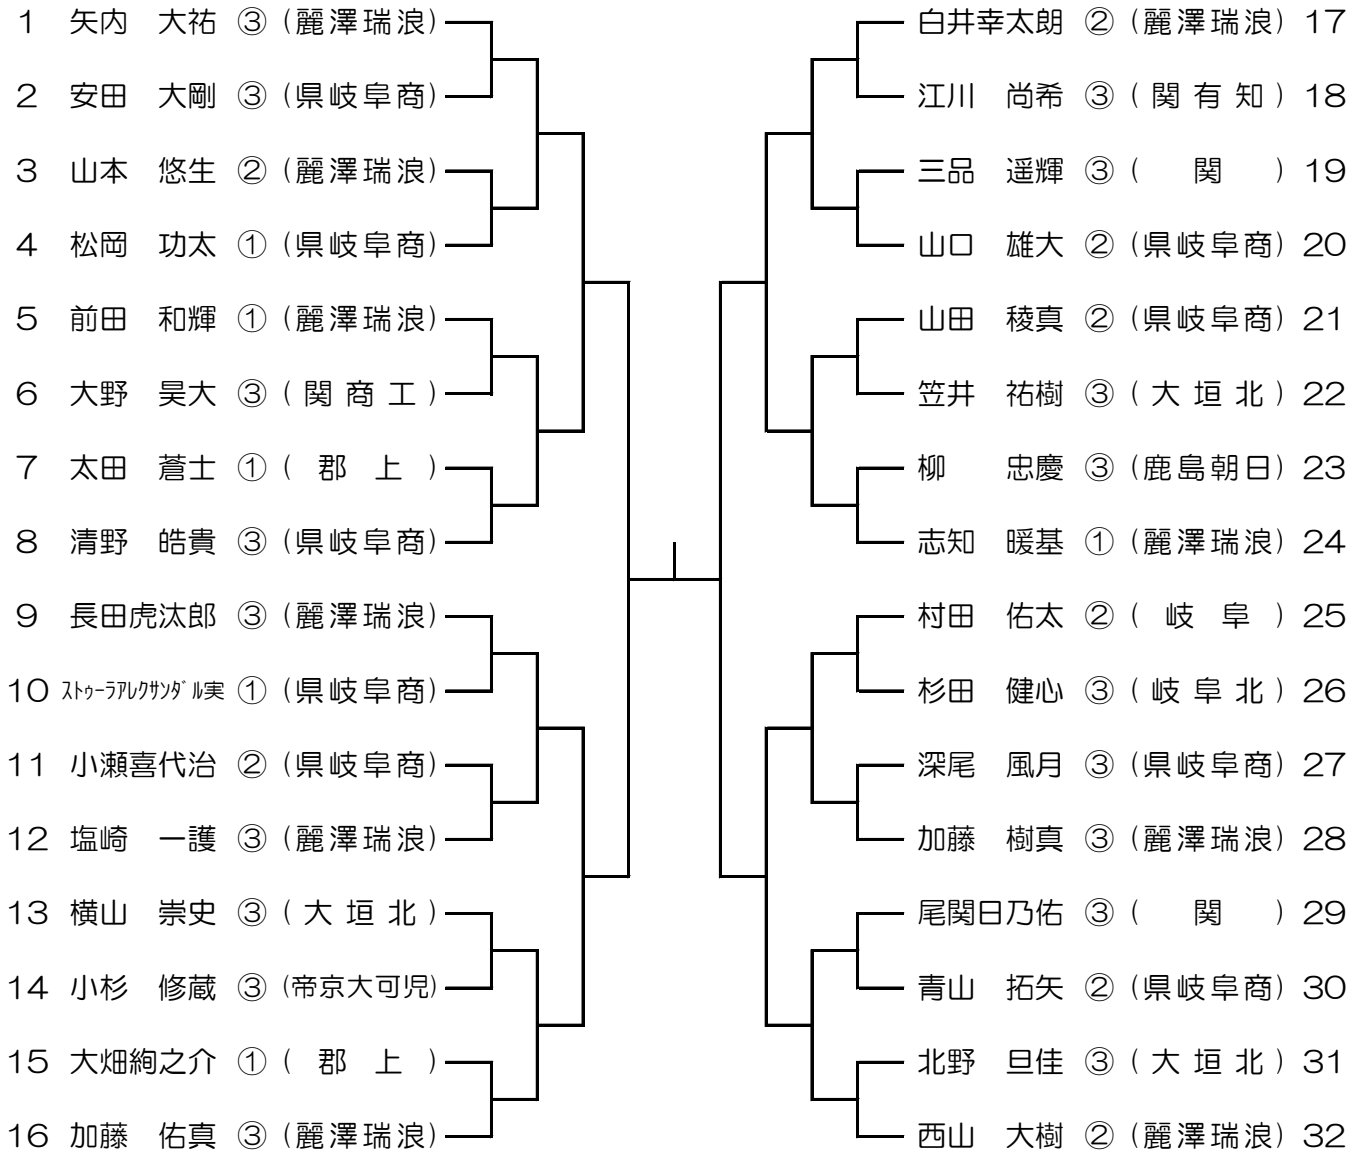 1 矢内 大祐 ③ (麗澤瑞浪)
2 安田 大剛 ③ (県岐阜商)
3 山本 悠生 ② (麗澤瑞浪)
4 松岡 功太 ① (県岐阜商)
5 前田 和輝 ① (麗澤瑞浪)
6 大野 昊大 ③ (関商工)
7 太田 蒼士 ① (郡上)
8 清野 皓貴 ③ (県岐阜商)
9 長田虎汰郎 ③ (麗澤瑞浪)
10 ストゥーラアレクサンダル実 ① (県岐阜商)
11 小瀬喜代治 ② (県岐阜商)
12 塩崎 一護 ③ (麗澤瑞浪)
13 横山 崇史 ③ (大垣北)
14 小杉 修蔵 ③ (帝京大可児)
15 大畑絢之介 ① (郡上)
16 加藤 佑真 ③ (麗澤瑞浪)
白井幸太朗 ② (麗澤瑞浪) 17
江川 尚希 ③ (関有知) 18
三品 遥輝 ③ (関) 19
山口 雄大 ② (県岐阜商) 20
山田 稜真 ② (県岐阜商) 21
笠井 祐樹 ③ (大垣北) 22
柳 忠慶 ③ (鹿島朝日) 23
志知 暖基 ① (麗澤瑞浪) 24
村田 佑太 ② (岐阜) 25
杉田 健心 ③ (岐阜北) 26
深尾 風月 ③ (県岐阜商) 27
加藤 樹真 ③ (麗澤瑞浪) 28
尾関日乃佑 ③ (関) 29
青山 拓矢 ② (県岐阜商) 30
北野 旦佳 ③ (大垣北) 31
西山 大樹 ② (麗澤瑞浪) 32